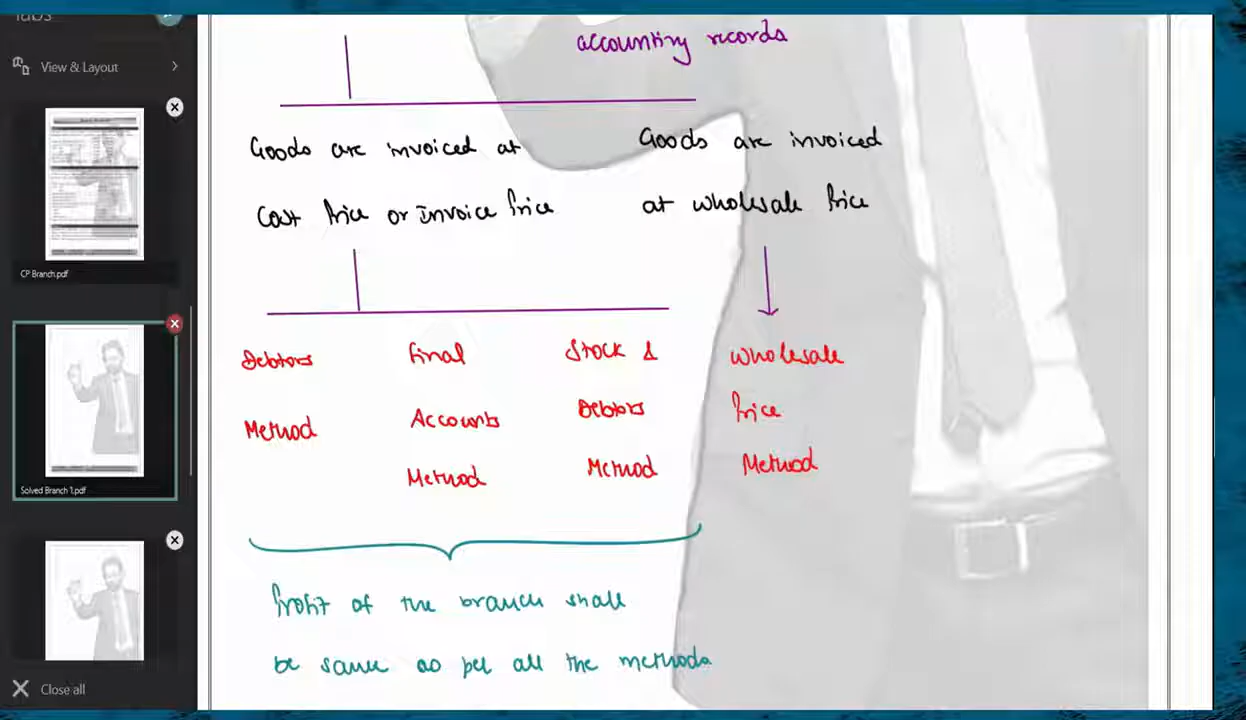 Tabs
View & Layout
CP Branch.pdf
Solved Branch 1.pdf
Close all
accounting records
Goods are invoiced at
Cost Price or Invoice Price
Goods are invoiced
at wholesale Price
Debtors
Method
Final
Accounts
Method
Stock &
Debtors
Method
Wholesale
Price
Method
Profit of the branch shall
be same as per all the methods